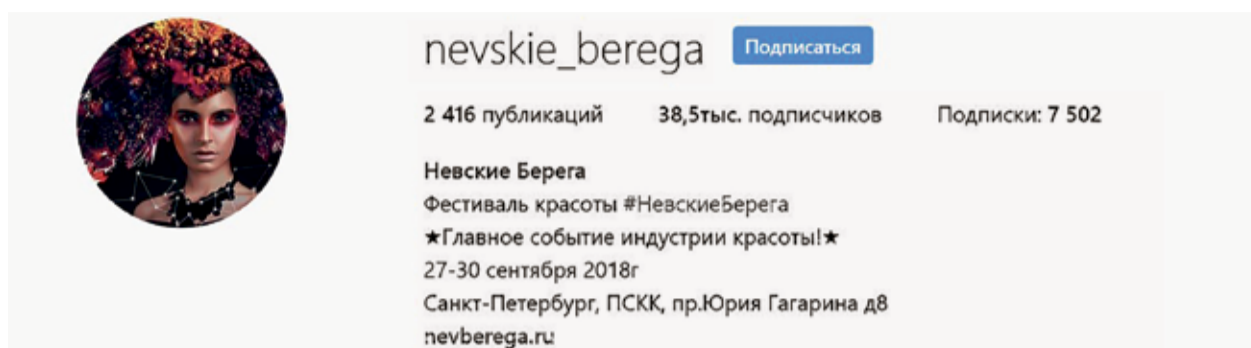 nevskie_berega Подписаться
2 416 публикаций 38,5тыс. подписчиков Подписки: 7 502
Невские Берега
Фестиваль красоты #НевскиеБерега
★Главное событие индустрии красоты!★
27-30 сентября 2018г
Санкт-Петербург, ПСКК, пр.Юрия Гагарина д8
nevberega.ru